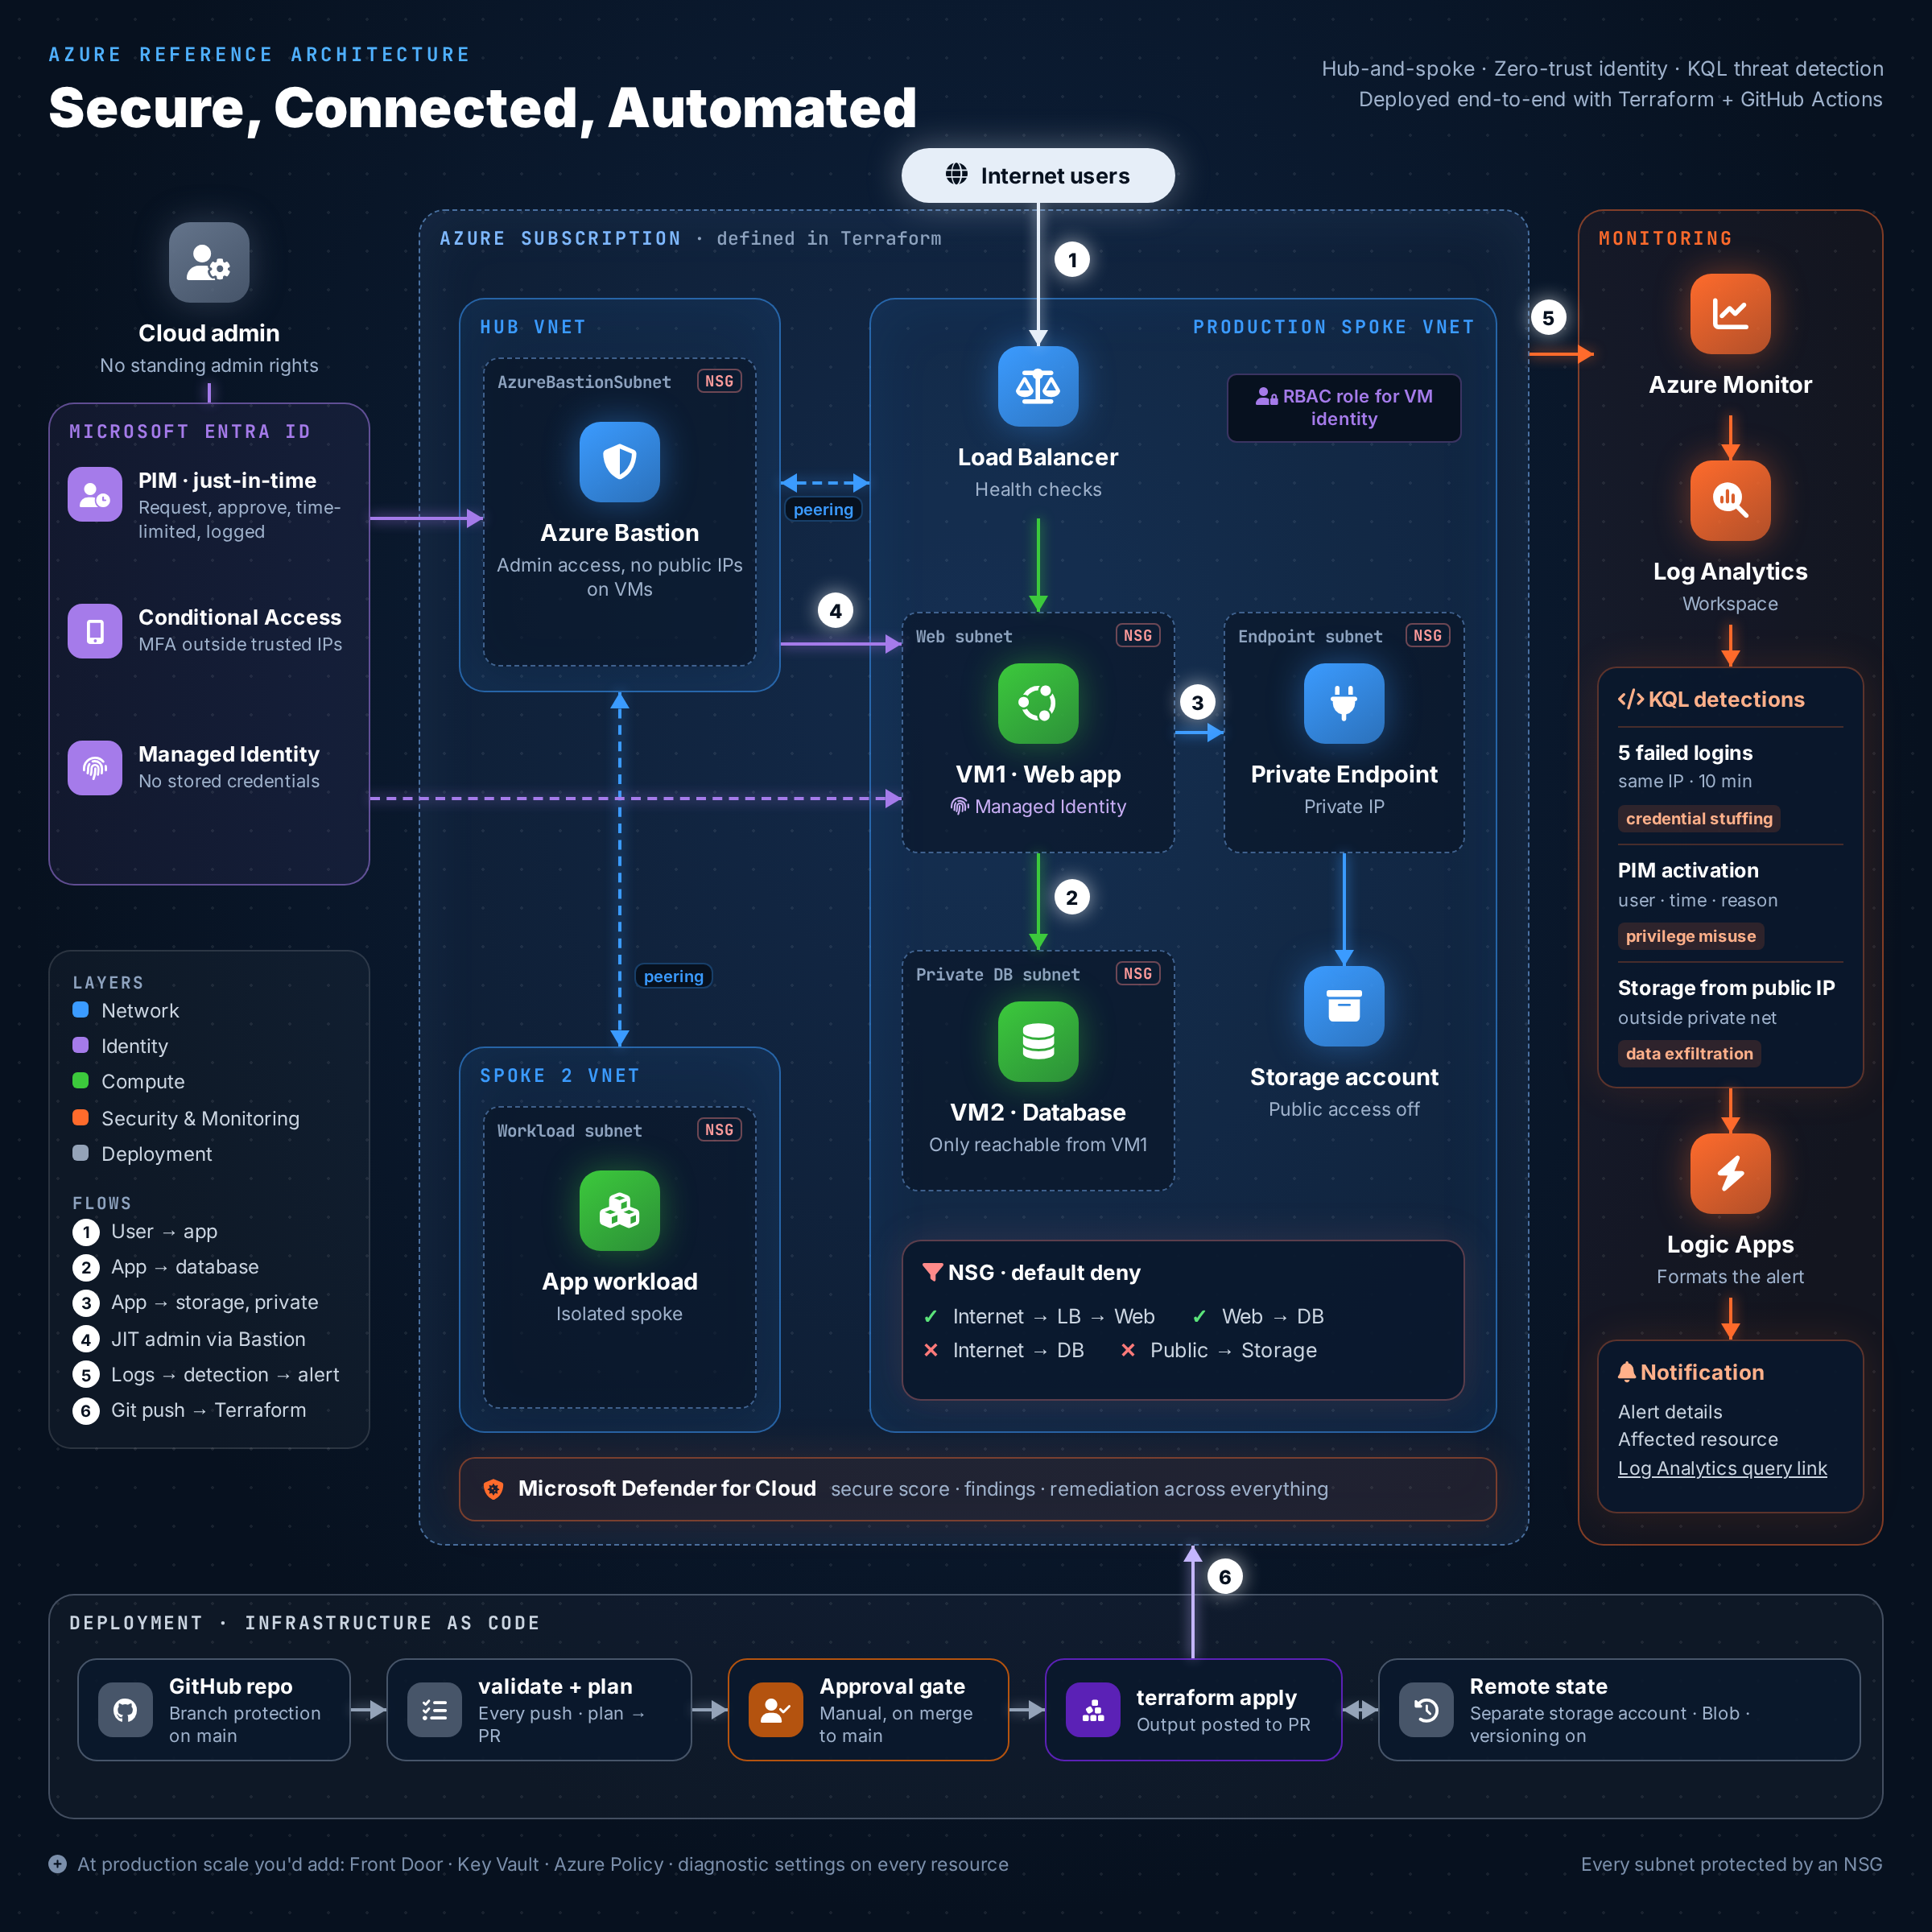 AZURE REFERENCE ARCHITECTURE
Secure, Connected, Automated
Hub-and-spoke · Zero-trust identity · KQL threat detection
Deployed end-to-end with Terraform + GitHub Actions
Internet users
Cloud admin
No standing admin rights
MICROSOFT ENTRA ID
PIM · just-in-time
Request, approve, time-
limited, logged
Conditional Access
MFA outside trusted IPs
Managed Identity
No stored credentials
LAYERS
Network
Identity
Compute
Security & Monitoring
Deployment
FLOWS
1 User → app
2 App → database
3 App → storage, private
4 JIT admin via Bastion
5 Logs → detection → alert
6 Git push → Terraform
AZURE SUBSCRIPTION · defined in Terraform
1
HUB VNET
AzureBastionSubnet NSG
Azure Bastion
Admin access, no public IPs
on VMs
peering
4
peering
SPOKE 2 VNET
Workload subnet NSG
App workload
Isolated spoke
PRODUCTION SPOKE VNET
RBAC role for VM
identity
Load Balancer
Health checks
Web subnet NSG
VM1 · Web app
Managed Identity
3
Endpoint subnet NSG
Private Endpoint
Private IP
2
Private DB subnet NSG
VM2 · Database
Only reachable from VM1
Storage account
Public access off
NSG · default deny
✓ Internet → LB → Web ✓ Web → DB
✕ Internet → DB ✕ Public → Storage
Microsoft Defender for Cloud secure score · findings · remediation across everything
5
MONITORING
Azure Monitor
Log Analytics
Workspace
</> KQL detections
5 failed logins
same IP · 10 min
credential stuffing
PIM activation
user · time · reason
privilege misuse
Storage from public IP
outside private net
data exfiltration
Logic Apps
Formats the alert
Notification
Alert details
Affected resource
Log Analytics query link
6
DEPLOYMENT · INFRASTRUCTURE AS CODE
GitHub repo
Branch protection
on main
validate + plan
Every push · plan →
PR
Approval gate
Manual, on merge
to main
terraform apply
Output posted to PR
Remote state
Separate storage account · Blob ·
versioning on
At production scale you'd add: Front Door · Key Vault · Azure Policy · diagnostic settings on every resource
Every subnet protected by an NSG